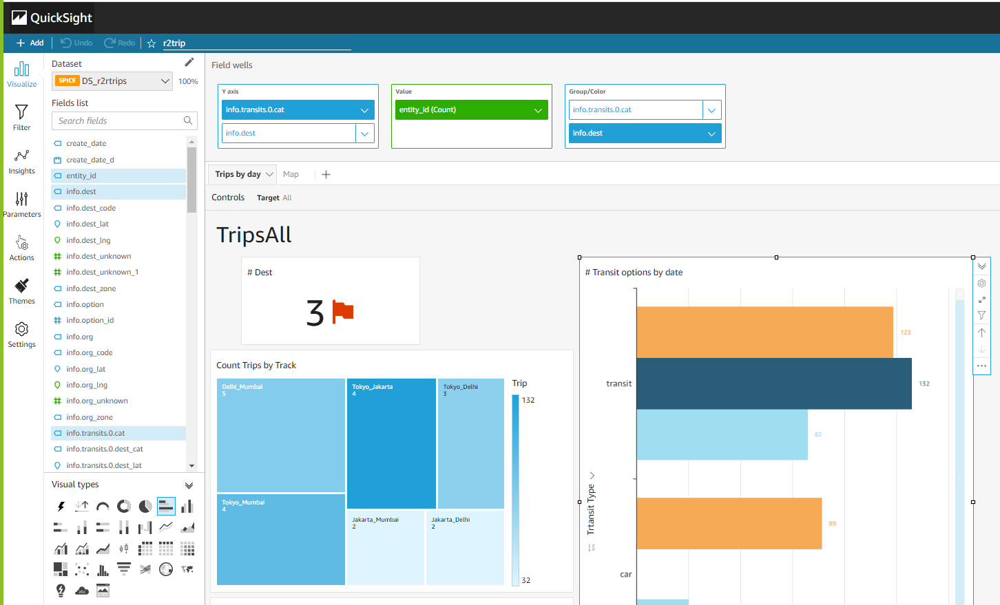 QuickSight
Add
Undo
Redo
r2trip
Visualize
Filter
Insights
Parameters
Actions
Themes
Settings
Dataset
SPICE DS_r2rtrips
100%
Fields list
Search fields
create_date
create_date_d
entity_id
info.dest
info.dest_code
info.dest_lat
info.dest_lng
info.dest_unknown
info.dest_unknown_1
info.dest_zone
info.option
info.option_id
info.org
info.org_code
info.org_lat
info.org_lng
info.org_unknown
info.org_zone
info.transits.0.cat
info.transits.0.dest_cat
info.transits.0.dest_lat
Visual types
abc
Field wells
Y axis
info.transits.0.cat
info.dest
Value
entity_id (Count)
Group/Color
info.transits.0.cat
info.dest
Trips by day
Map
Controls
Target All
TripsAll
# Dest
3
Count Trips by Track
Delhi_Mumbai
5
Tokyo_Jakarta
4
Tokyo_Delhi
3
Tokyo_Mumbai
4
Jakarta_Mumbai
2
Jakarta_Delhi
2
Trip
132
32
# Transit options by date
Trtansit Type
transit
123
132
82
car
89